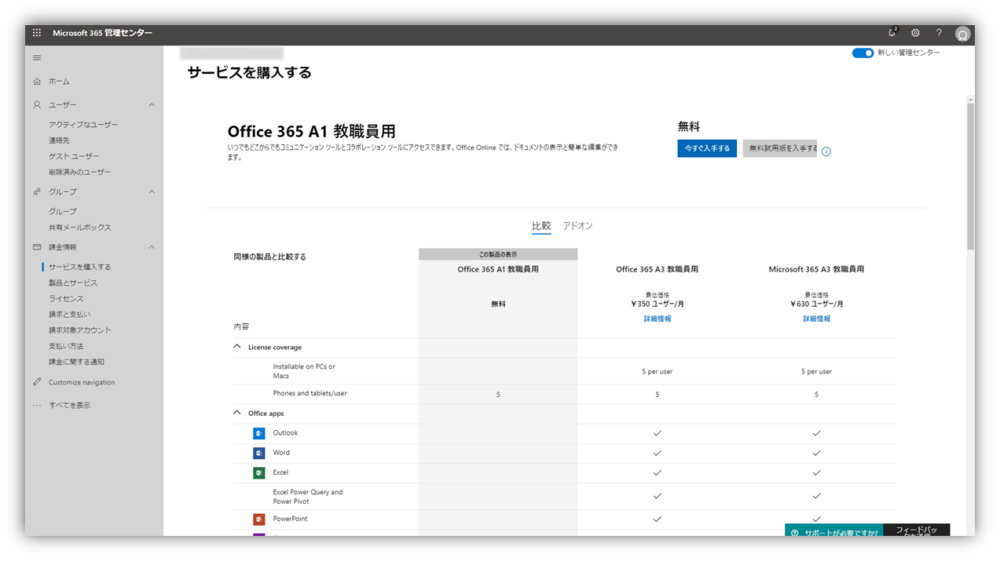 Microsoft 365 管理センター
2
?
新しい管理センター
ホーム
ユーザー
アクティブなユーザー
連絡先
ゲスト ユーザー
削除済みのユーザー
グループ
グループ
共有メールボックス
課金情報
サービスを購入する
製品とサービス
ライセンス
請求と支払い
請求対象アカウント
支払い方法
課金に関する通知
Customize navigation
すべてを表示
サービスを購入する
Office 365 A1 教職員用
いつでもどこからでもコミュニケーション ツールとコラボレーション ツールにアクセスできます。Office Online では、ドキュメントの表示と簡単な編集ができ
ます。
無料
今すぐ入手する
無料試用版を入手する
比較
アドオン
同様の製品と比較する
この製品の表示
Office 365 A1 教職員用
Office 365 A3 教職員用
Microsoft 365 A3 教職員用
無料
最低価格
￥350 ユーザー/月
詳細情報
最低価格
￥630 ユーザー/月
詳細情報
内容
License coverage
Installable on PCs or
Macs
5 per user
5 per user
Phones and tablets/user
5
5
5
Office apps
Outlook
Word
Excel
Excel Power Query and
Power Pivot
PowerPoint
サポートが必要ですか?
フィードバッ